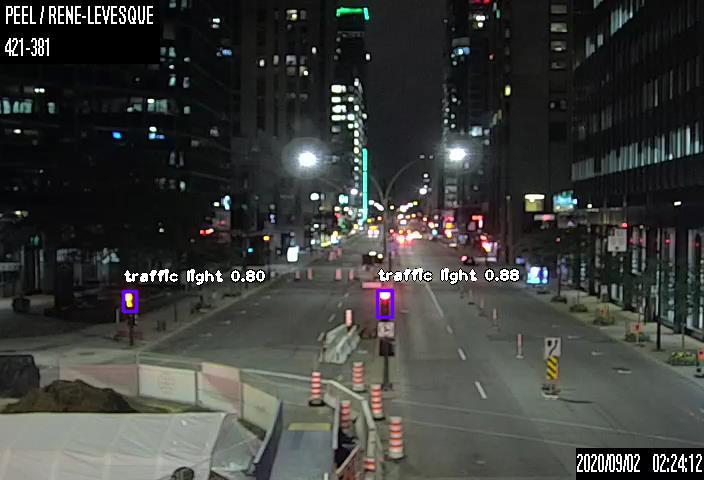 PEEL / RENE-LEVESQUE
421-381
traffic light 0.80
traffic light 0.88
2020/09/02 02:24:12